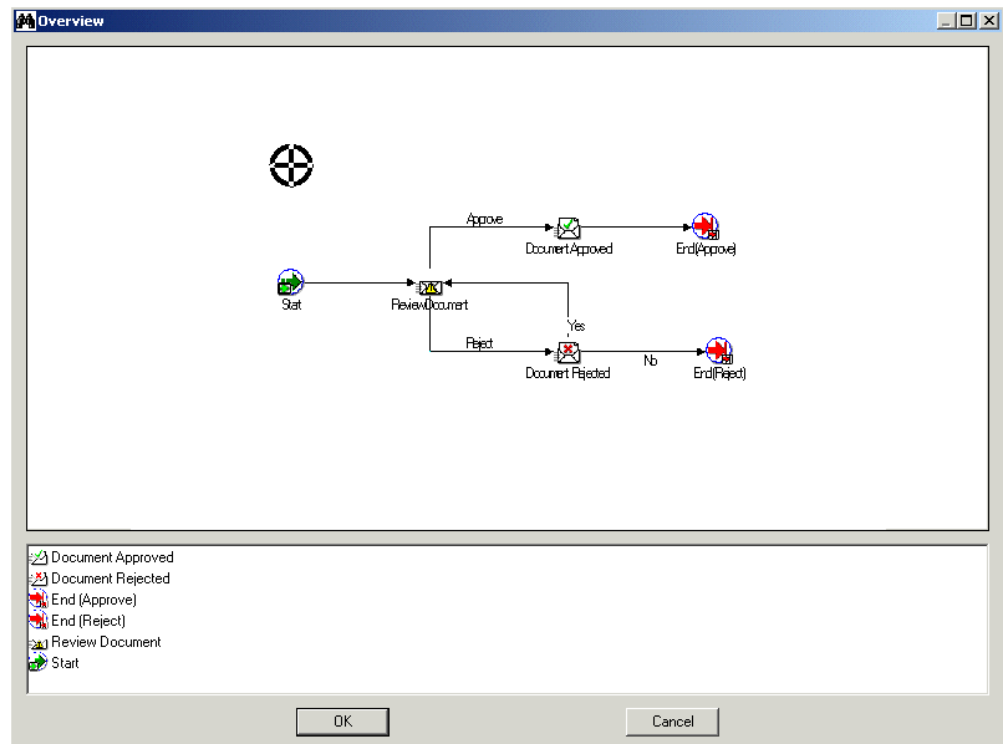 Overview
Approve
Document Approved
End (Approve)
Start
Review Document
Yes
Reject
No
Document Rejected
End (Reject)
Document Approved
Document Rejected
End (Approve)
End (Reject)
Review Document
Start
OK
Cancel